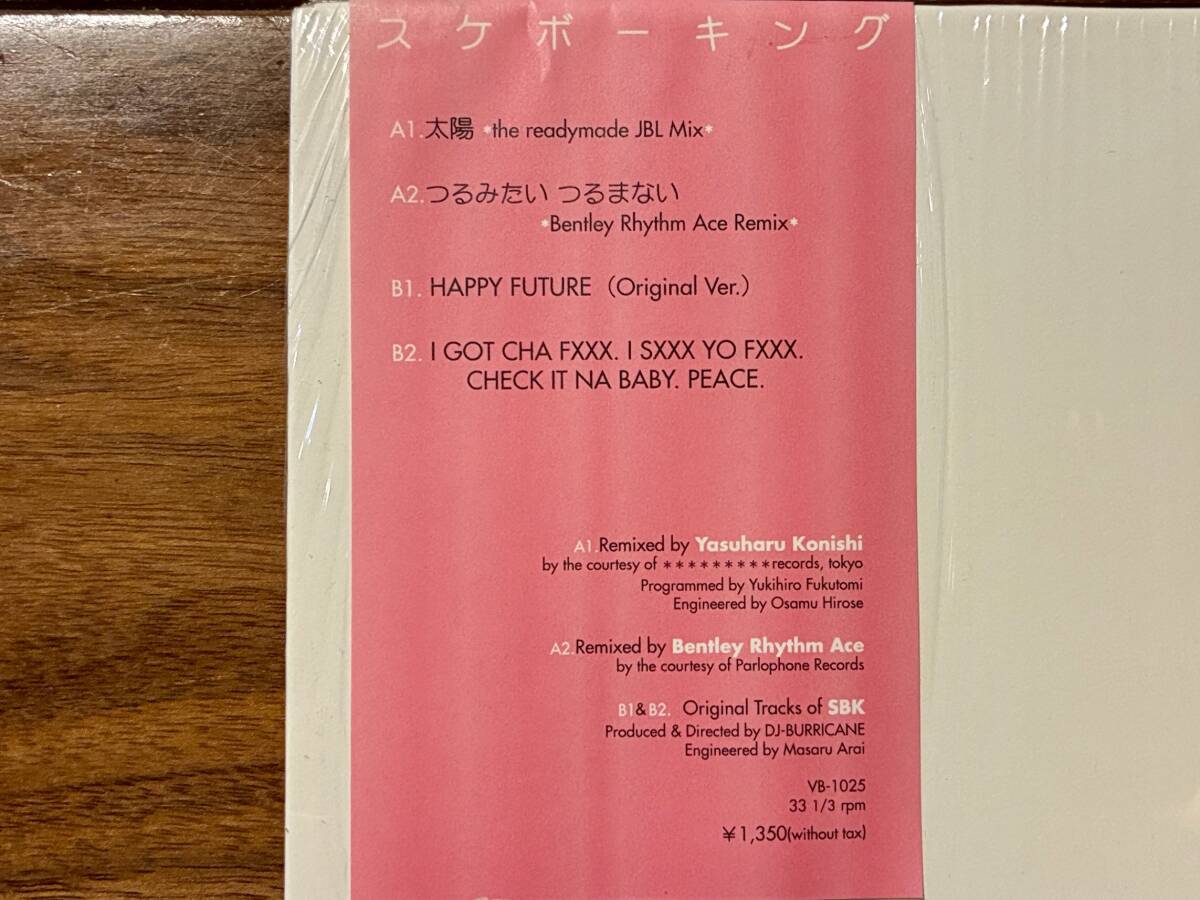 スケボーキング
A1.太陽 *the readymade JBL Mix*
A2.つるみたい つるまない
*Bentley Rhythm Ace Remix*
B1. HAPPY FUTURE（Original Ver.）
B2. I GOT CHA FXXX. I SXXX YO FXXX.
CHECK IT NA BABY. PEACE.
A1.Remixed by Yasuharu Konishi
by the courtesy of *********records, tokyo
Programmed by Yukihiro Fukutomi
Engineered by Osamu Hirose
A2.Remixed by Bentley Rhythm Ace
by the courtesy of Parlophone Records
B1&B2. Original Tracks of SBK
Produced & Directed by DJ-BURRICANE
Engineered by Masaru Arai
VB-1025
33 1/3 rpm
￥1,350(without tax)